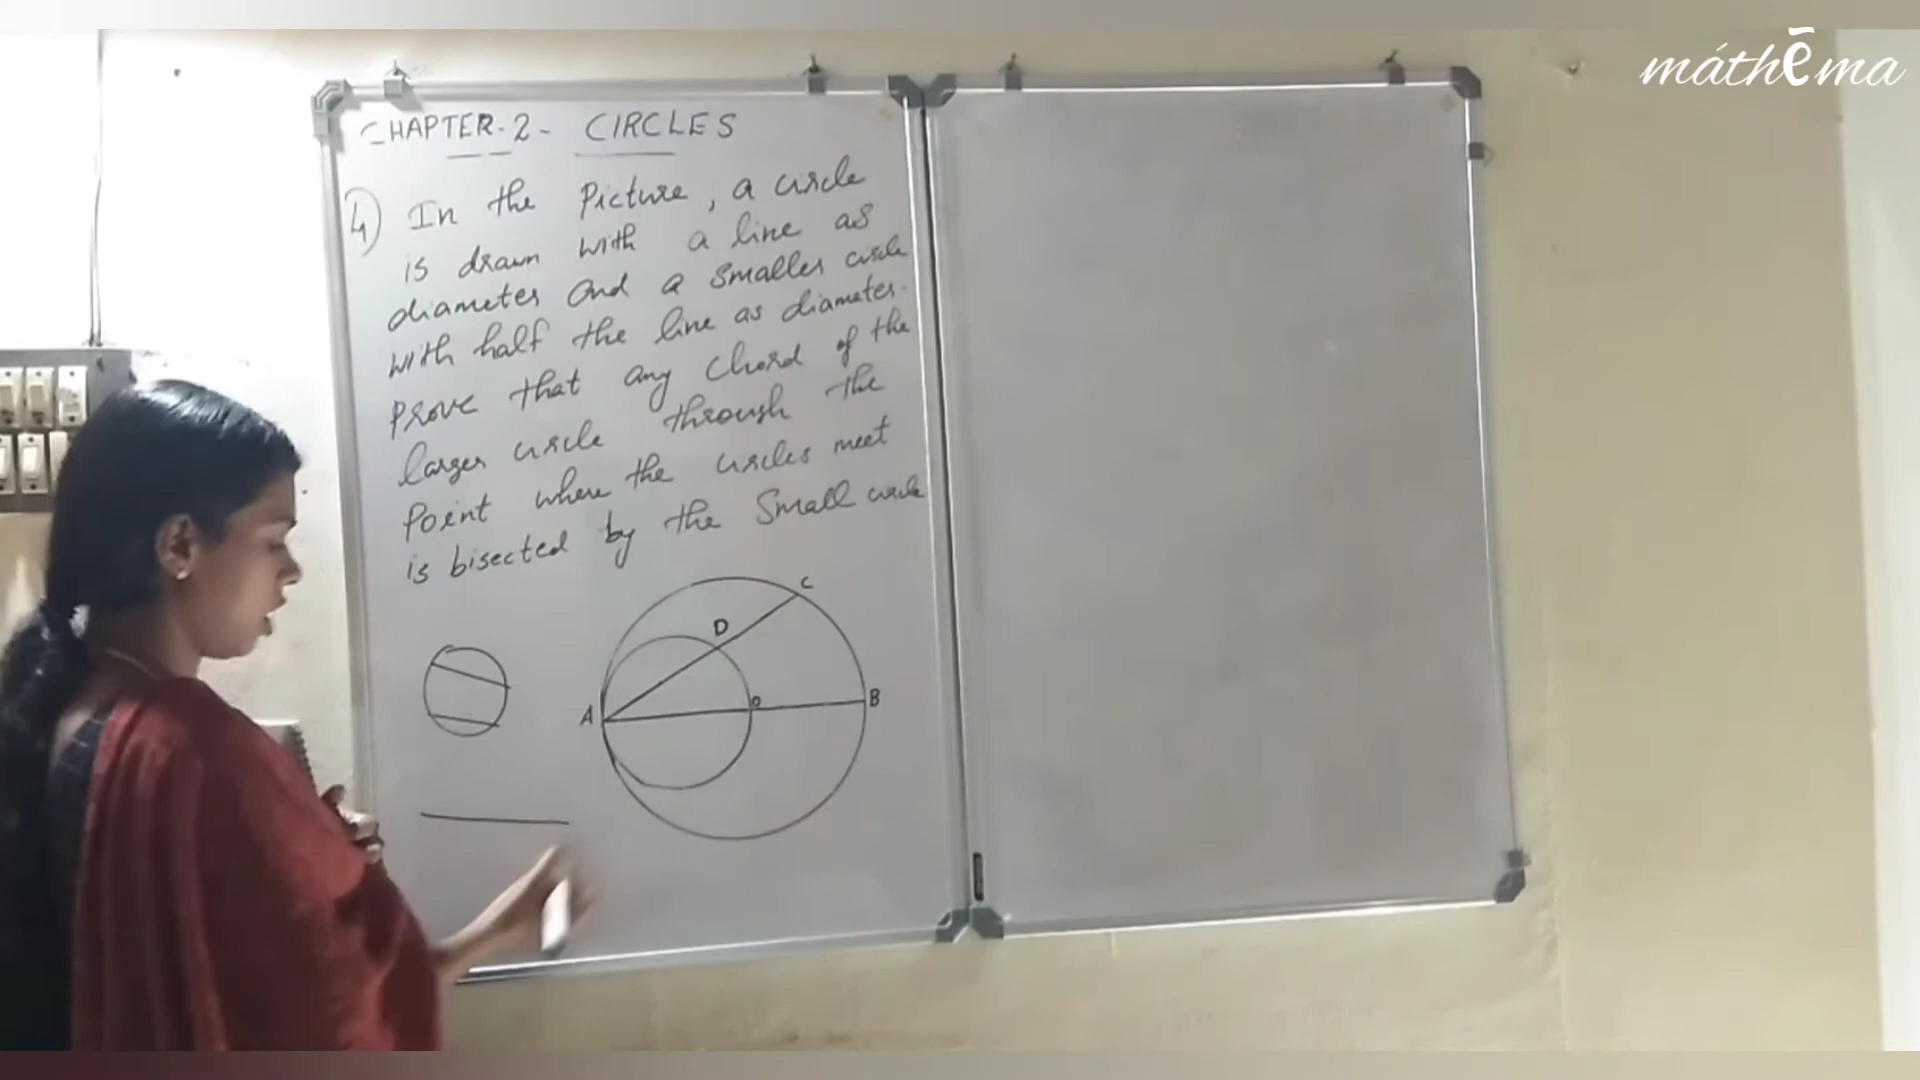 máthēma
CHAPTER-2- CIRCLES
4) In the Picture, a circle
is drawn with a line as
diameter and a smaller circle
with half the line as diameter.
Prove that any chord of the
larger circle through the
Point where the circles meet
is bisected by the Small circle
C
D
A
O
B